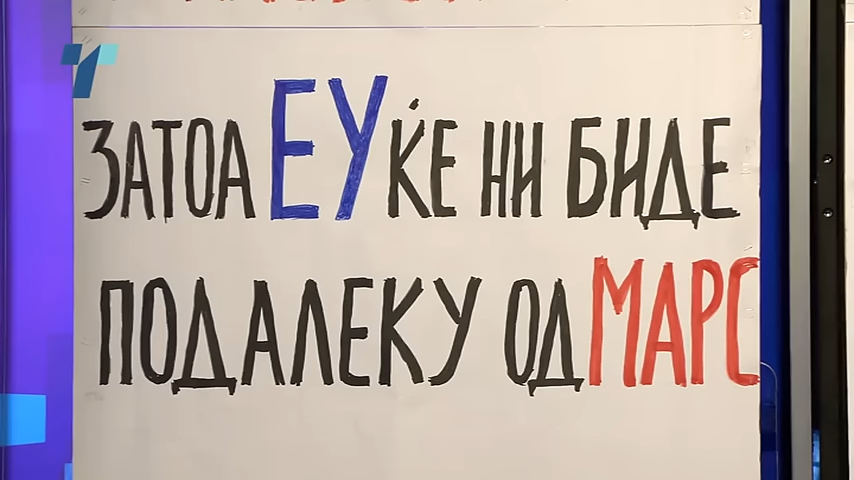 ЗАТОА ЕУ ЌЕ НИ БИДЕ
ПОДАЛЕКУ ОД МАРС